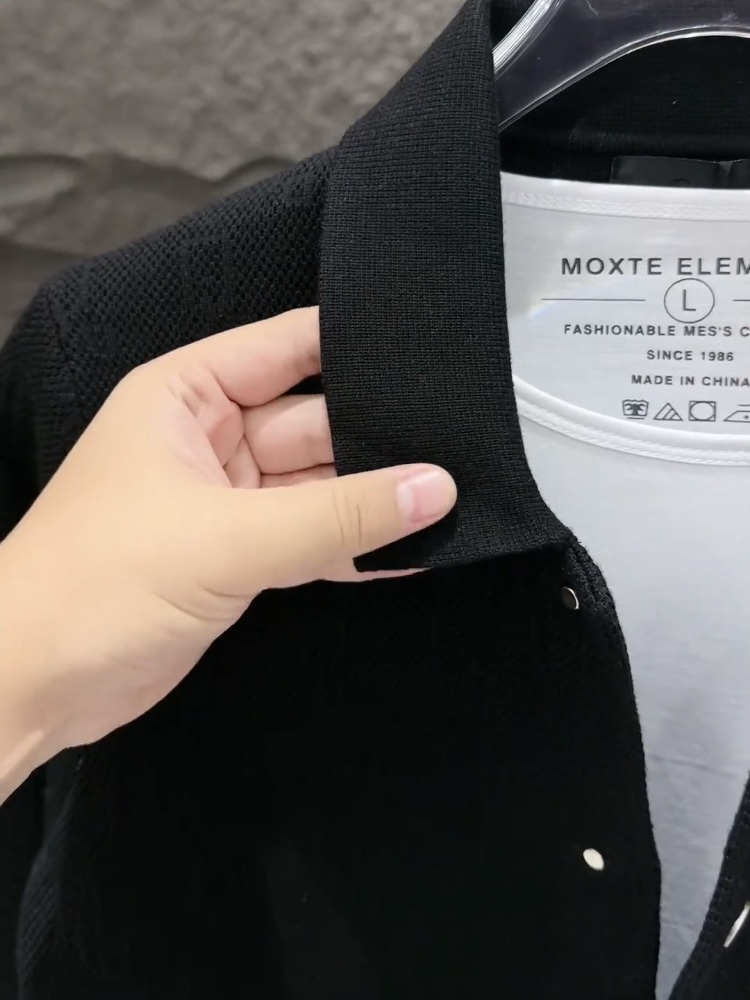 MOXTE ELEM
L
FASHIONABLE MES'S C
SINCE 1986
MADE IN CHINA